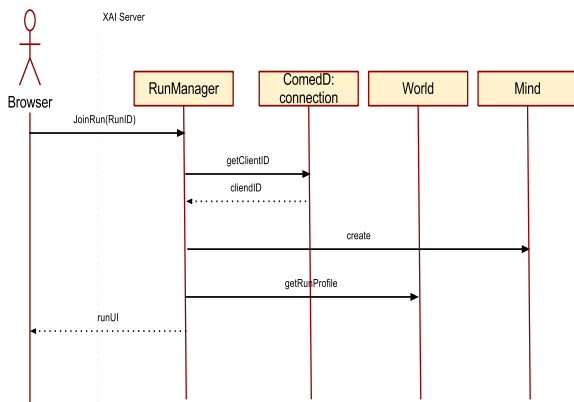 XAI Server
Browser
RunManager
ComedD:
connection
World
Mind
JoinRun(RunID)
getClientID
cliendID
create
getRunProfile
runUI